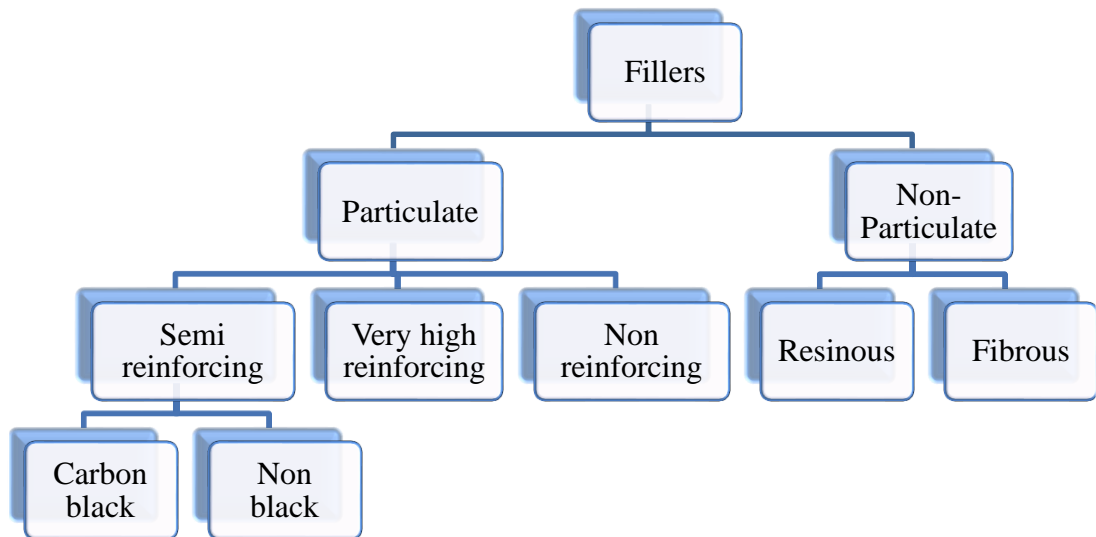 Fillers
Particulate
Non-
Particulate
Semi
reinforcing
Very high
reinforcing
Non
reinforcing
Resinous
Fibrous
Carbon
black
Non
black